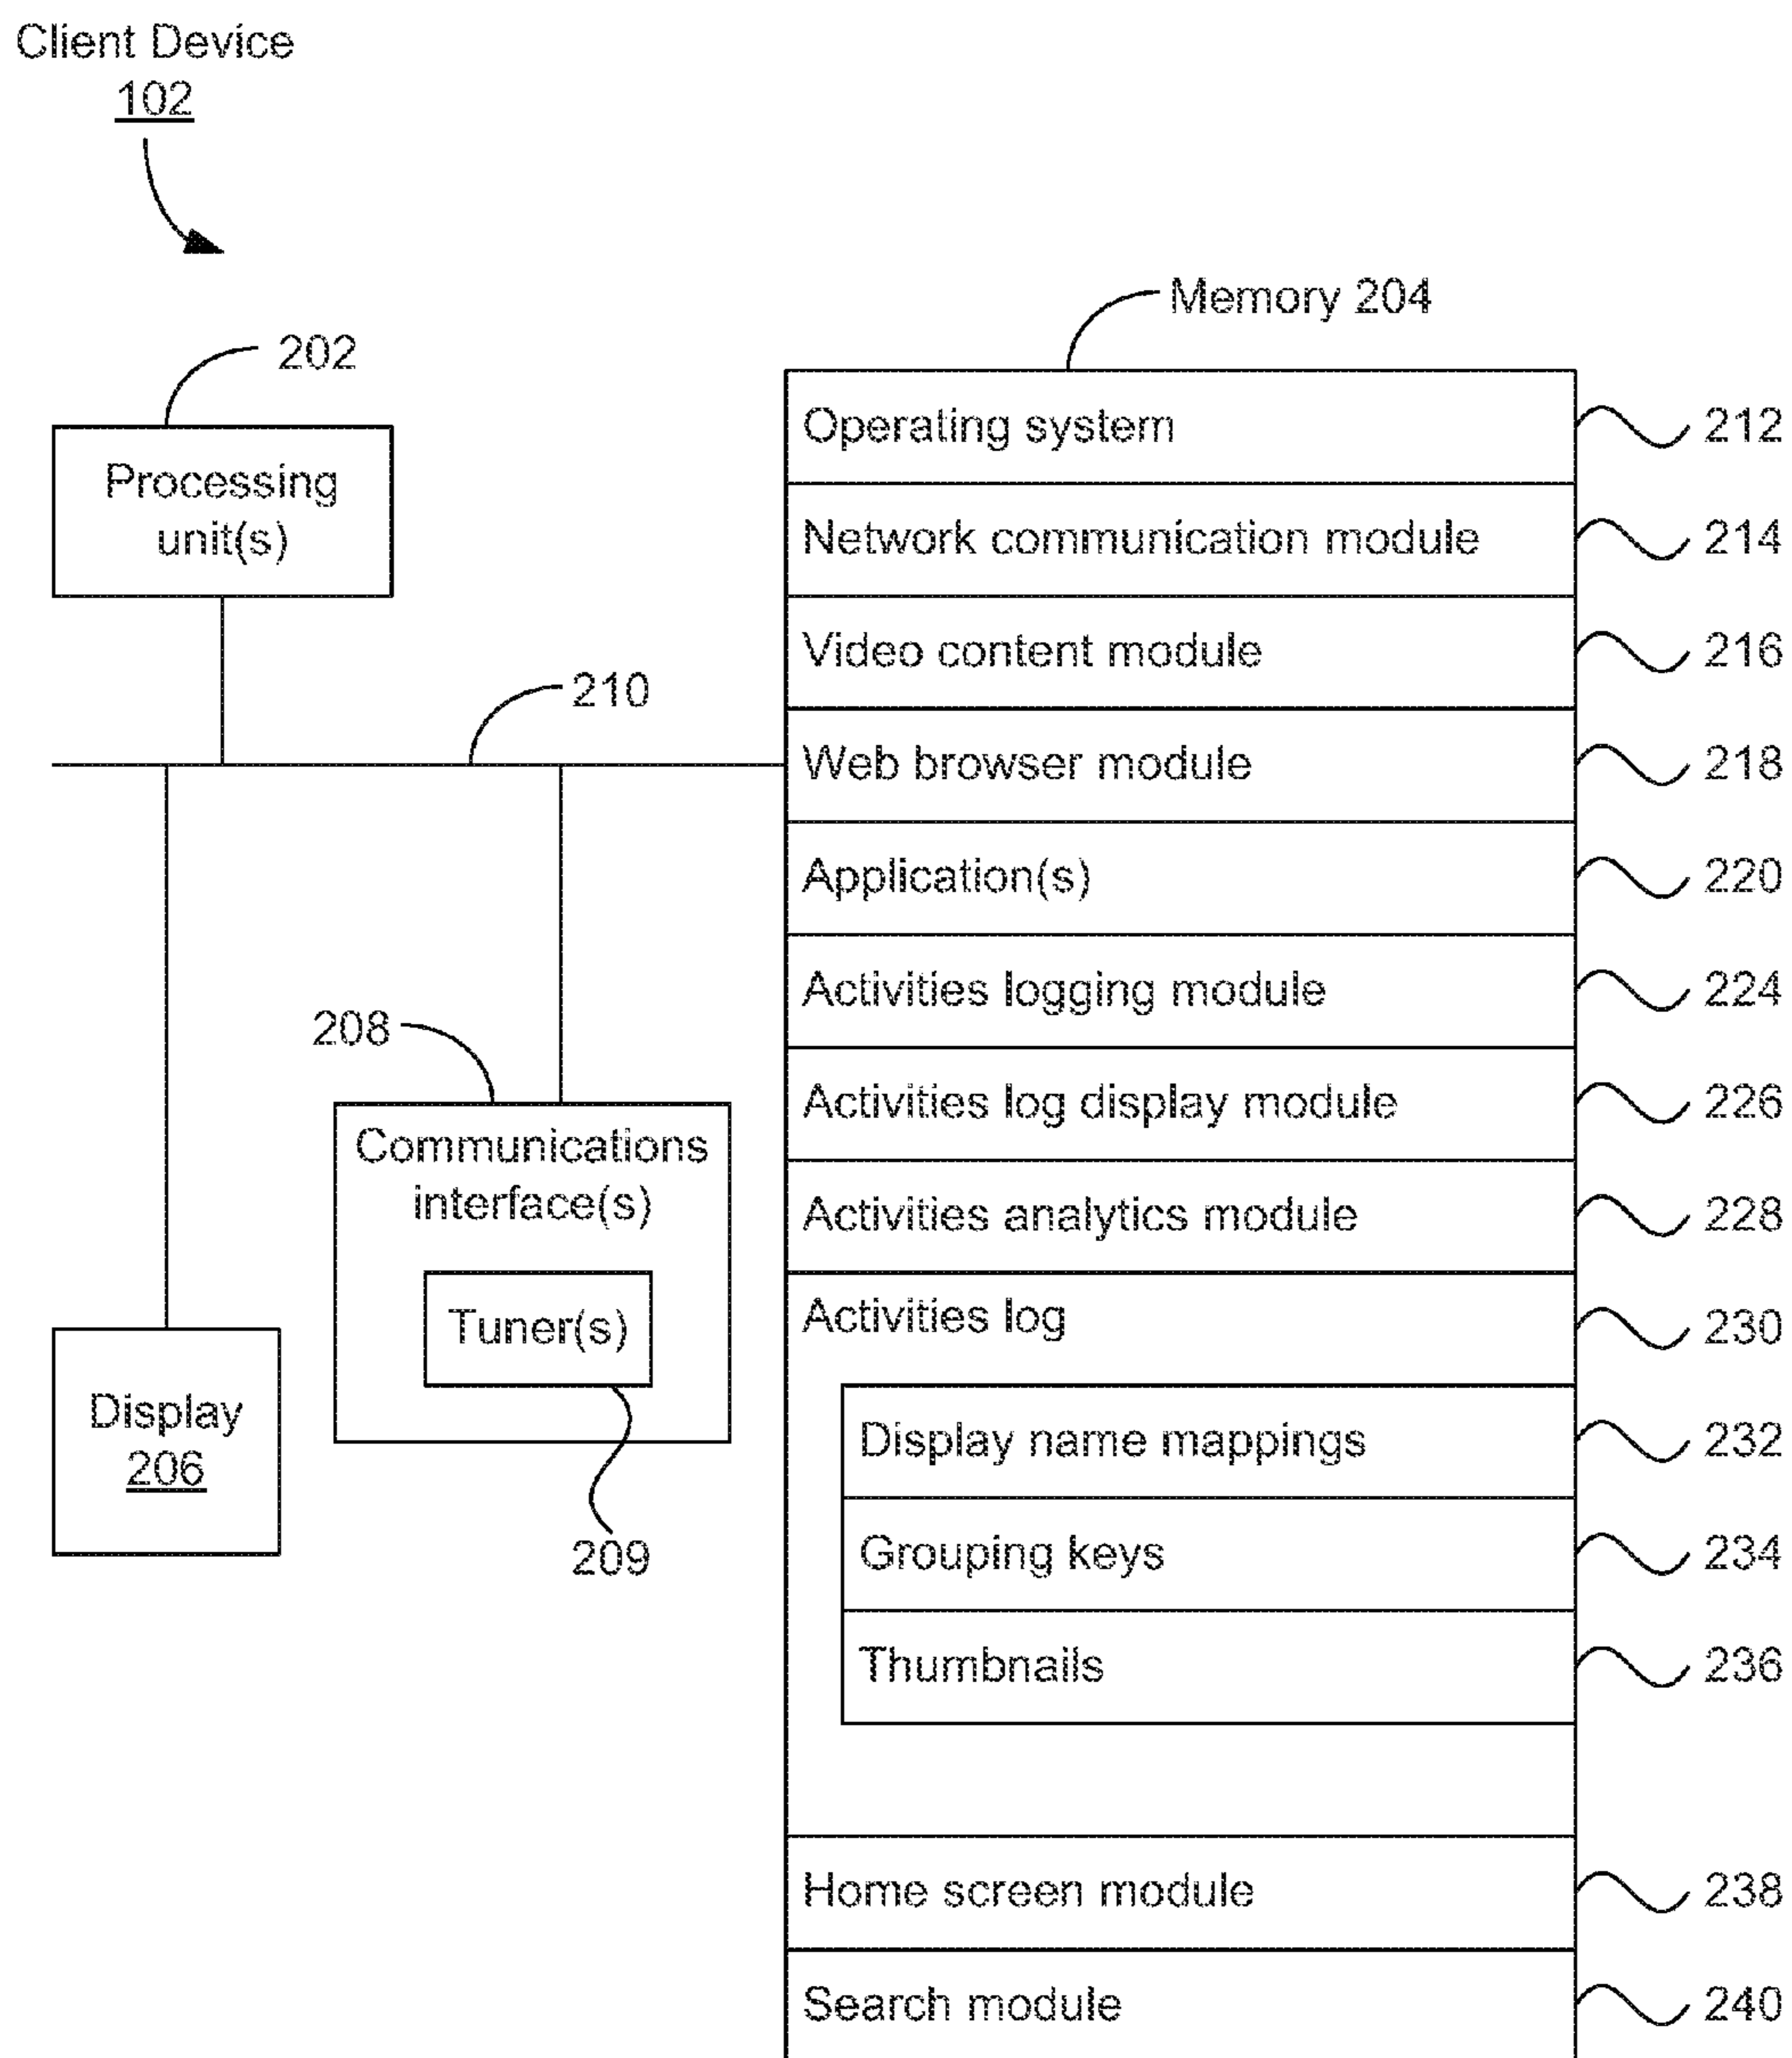 Client Device
102
Memory 204
202
Processing
unit(s)
210
208
Communications
interface(s)
Tuner(s)
209
Display
206
Operating system 212
Network communication module 214
Video content module 216
Web browser module 218
Application(s) 220
Activities logging module 224
Activities log display module 226
Activities analytics module 228
Activities log 230
Display name mappings 232
Grouping keys 234
Thumbnails 236
Home screen module 238
Search module 240